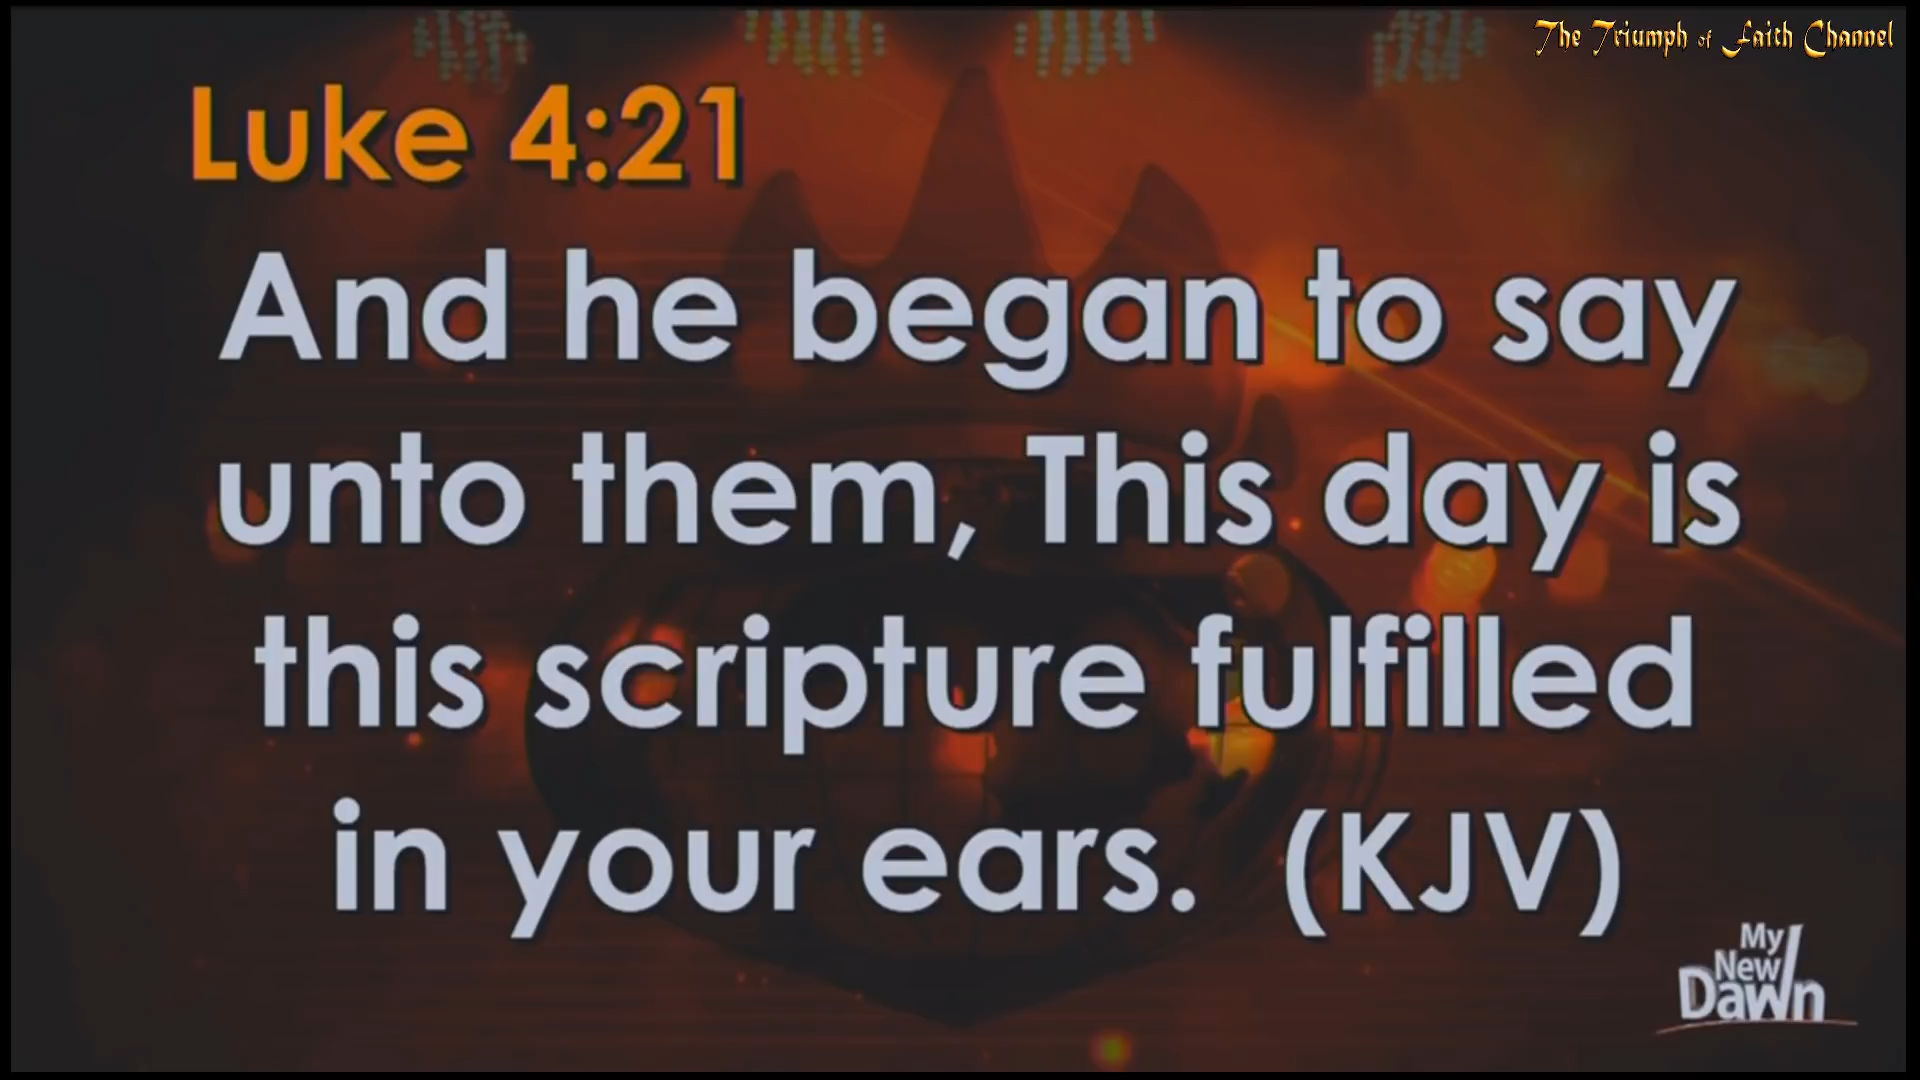 The Triumph of Faith Channel
Luke 4:21
And he began to say
unto them, This day is
this scripture fulfilled
in your ears. (KJV)
My
New
Dawn